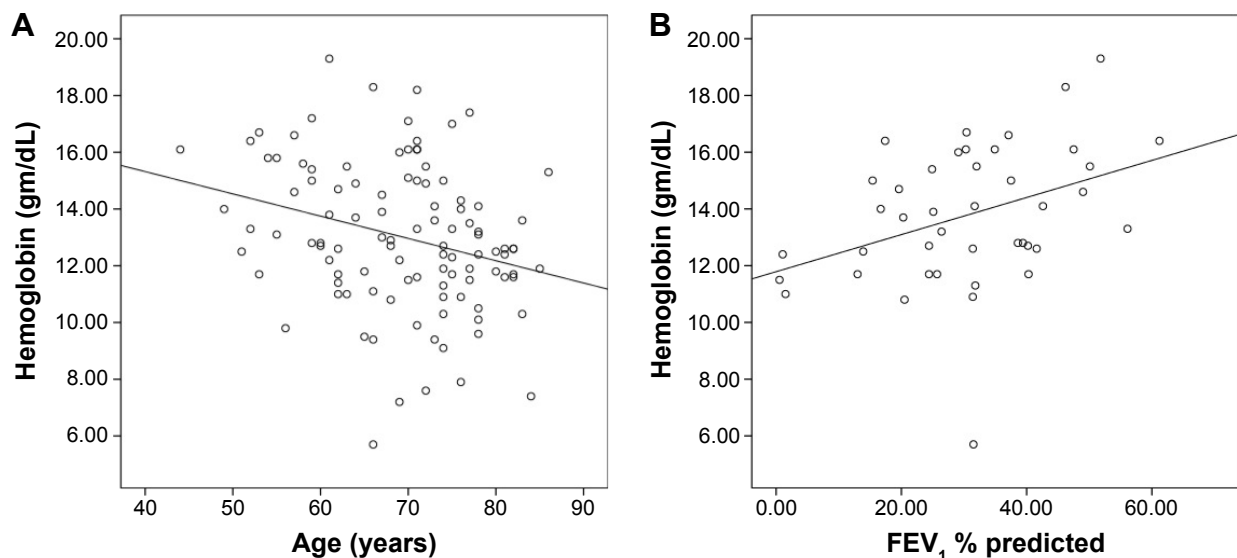 A
Hemoglobin (gm/dL)
20.00
18.00
16.00
14.00
12.00
10.00
8.00
6.00
40 50 60 70 80 90
Age (years)
B
Hemoglobin (gm/dL)
20.00
18.00
16.00
14.00
12.00
10.00
8.00
6.00
0.00 20.00 40.00 60.00
FEV₁ % predicted